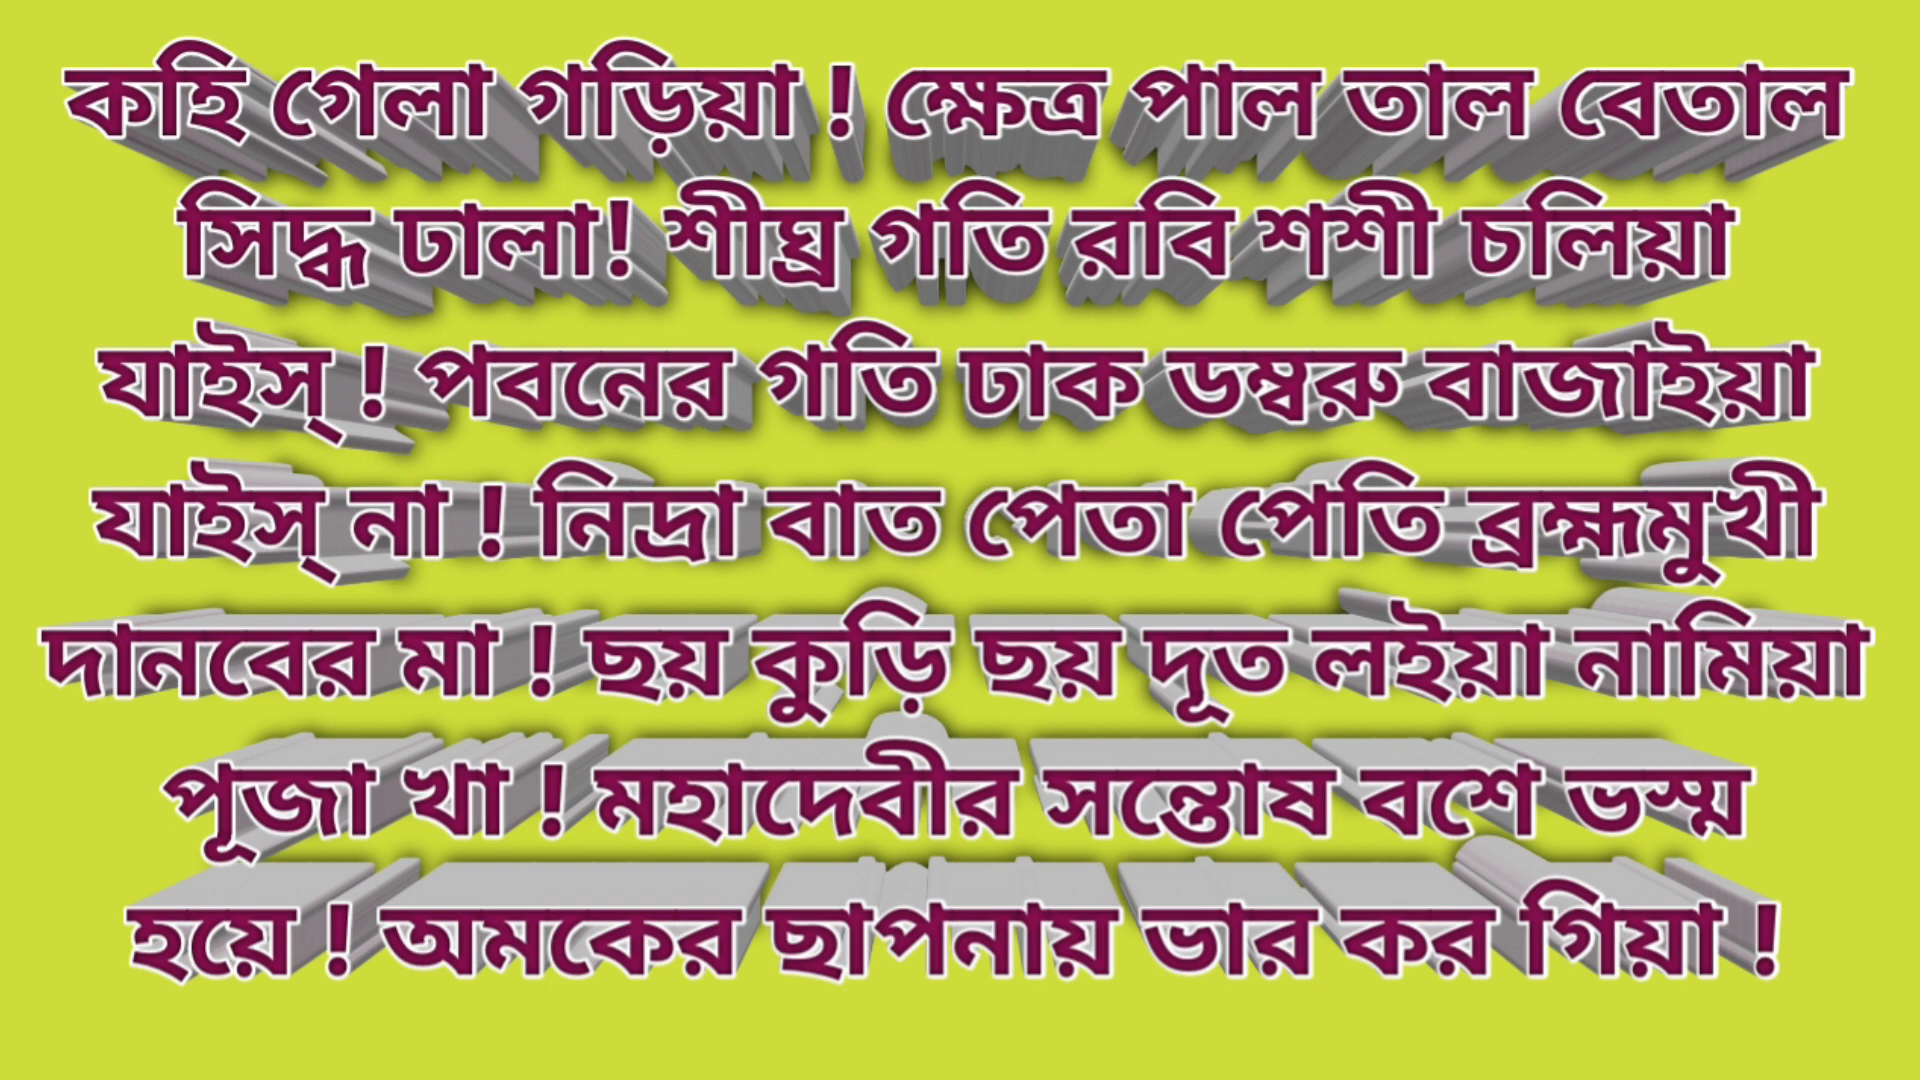 কহি গেলা গড়িয়া ! ক্ষেত্র পাল তাল বেতাল
সিদ্ধ ঢালা! শীঘ্র গতি রবি শশী চলিয়া
যাইস্ ! পবনের গতি ঢাক ডম্বরু বাজাইয়া
যাইস্ না ! নিদ্রা বাত পেতা পেতি ব্রহ্মমুখী
দানবের মা ! ছয় কুড়ি ছয় দূত লইয়া নামিয়া
পূজা খা ! মহাদেবীর সন্তোষ বশে ভস্ম
হয়ে ! অমকের ছাপনায় ভার কর গিয়া !